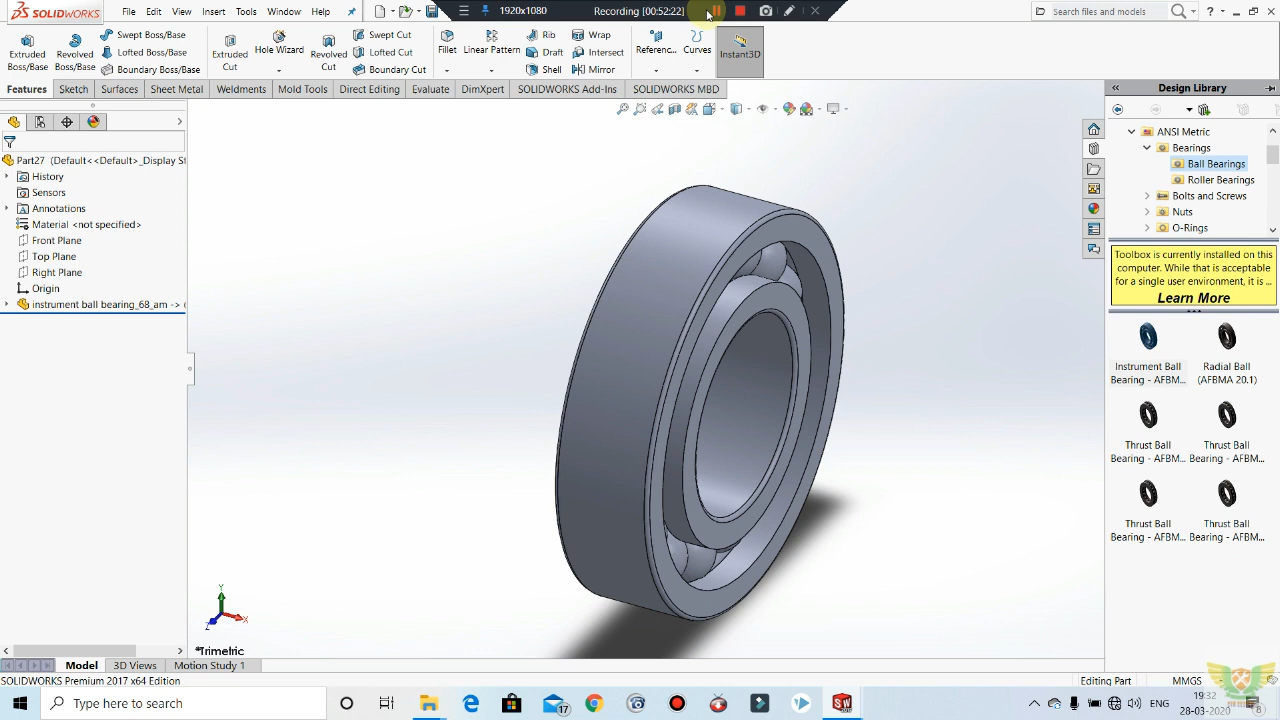 SOLIDWORKS File Edit View Insert Tools Window Help
1920x1080 Recording [00:52:22]
Search files and models
Extruded Boss/Base
Revolved Boss/Base
Swept Boss/Base
Lofted Boss/Base
Boundary Boss/Base
Extruded Cut
Hole Wizard
Revolved Cut
Swept Cut
Lofted Cut
Boundary Cut
Fillet
Linear Pattern
Rib
Draft
Shell
Wrap
Intersect
Mirror
Referenc...
Curves
Instant3D
Features Sketch Surfaces Sheet Metal Weldments Mold Tools Direct Editing Evaluate DimXpert SOLIDWORKS Add-Ins SOLIDWORKS MBD
Part27 (Default<<Default>_Display St
History
Sensors
Annotations
Material <not specified>
Front Plane
Top Plane
Right Plane
Origin
instrument ball bearing_68_am -> (
Y
X
Z
*Trimetric
Design Library
ANSI Metric
Bearings
Ball Bearings
Roller Bearings
Bolts and Screws
Nuts
O-Rings
Toolbox is currently installed on this
computer. While that is acceptable
for a single user environment, it is ...
Learn More
Instrument Ball
Bearing - AFBM...
Radial Ball
(AFBMA 20.1)
Thrust Ball
Bearing - AFBM...
Thrust Ball
Bearing - AFBM...
Thrust Ball
Bearing - AFBM...
Thrust Ball
Bearing - AFBM...
Model 3D Views Motion Study 1
SOLIDWORKS Premium 2017 x64 Edition
Editing Part
MMGS
Type here to search
17
ENG
19:32
28-03-2020